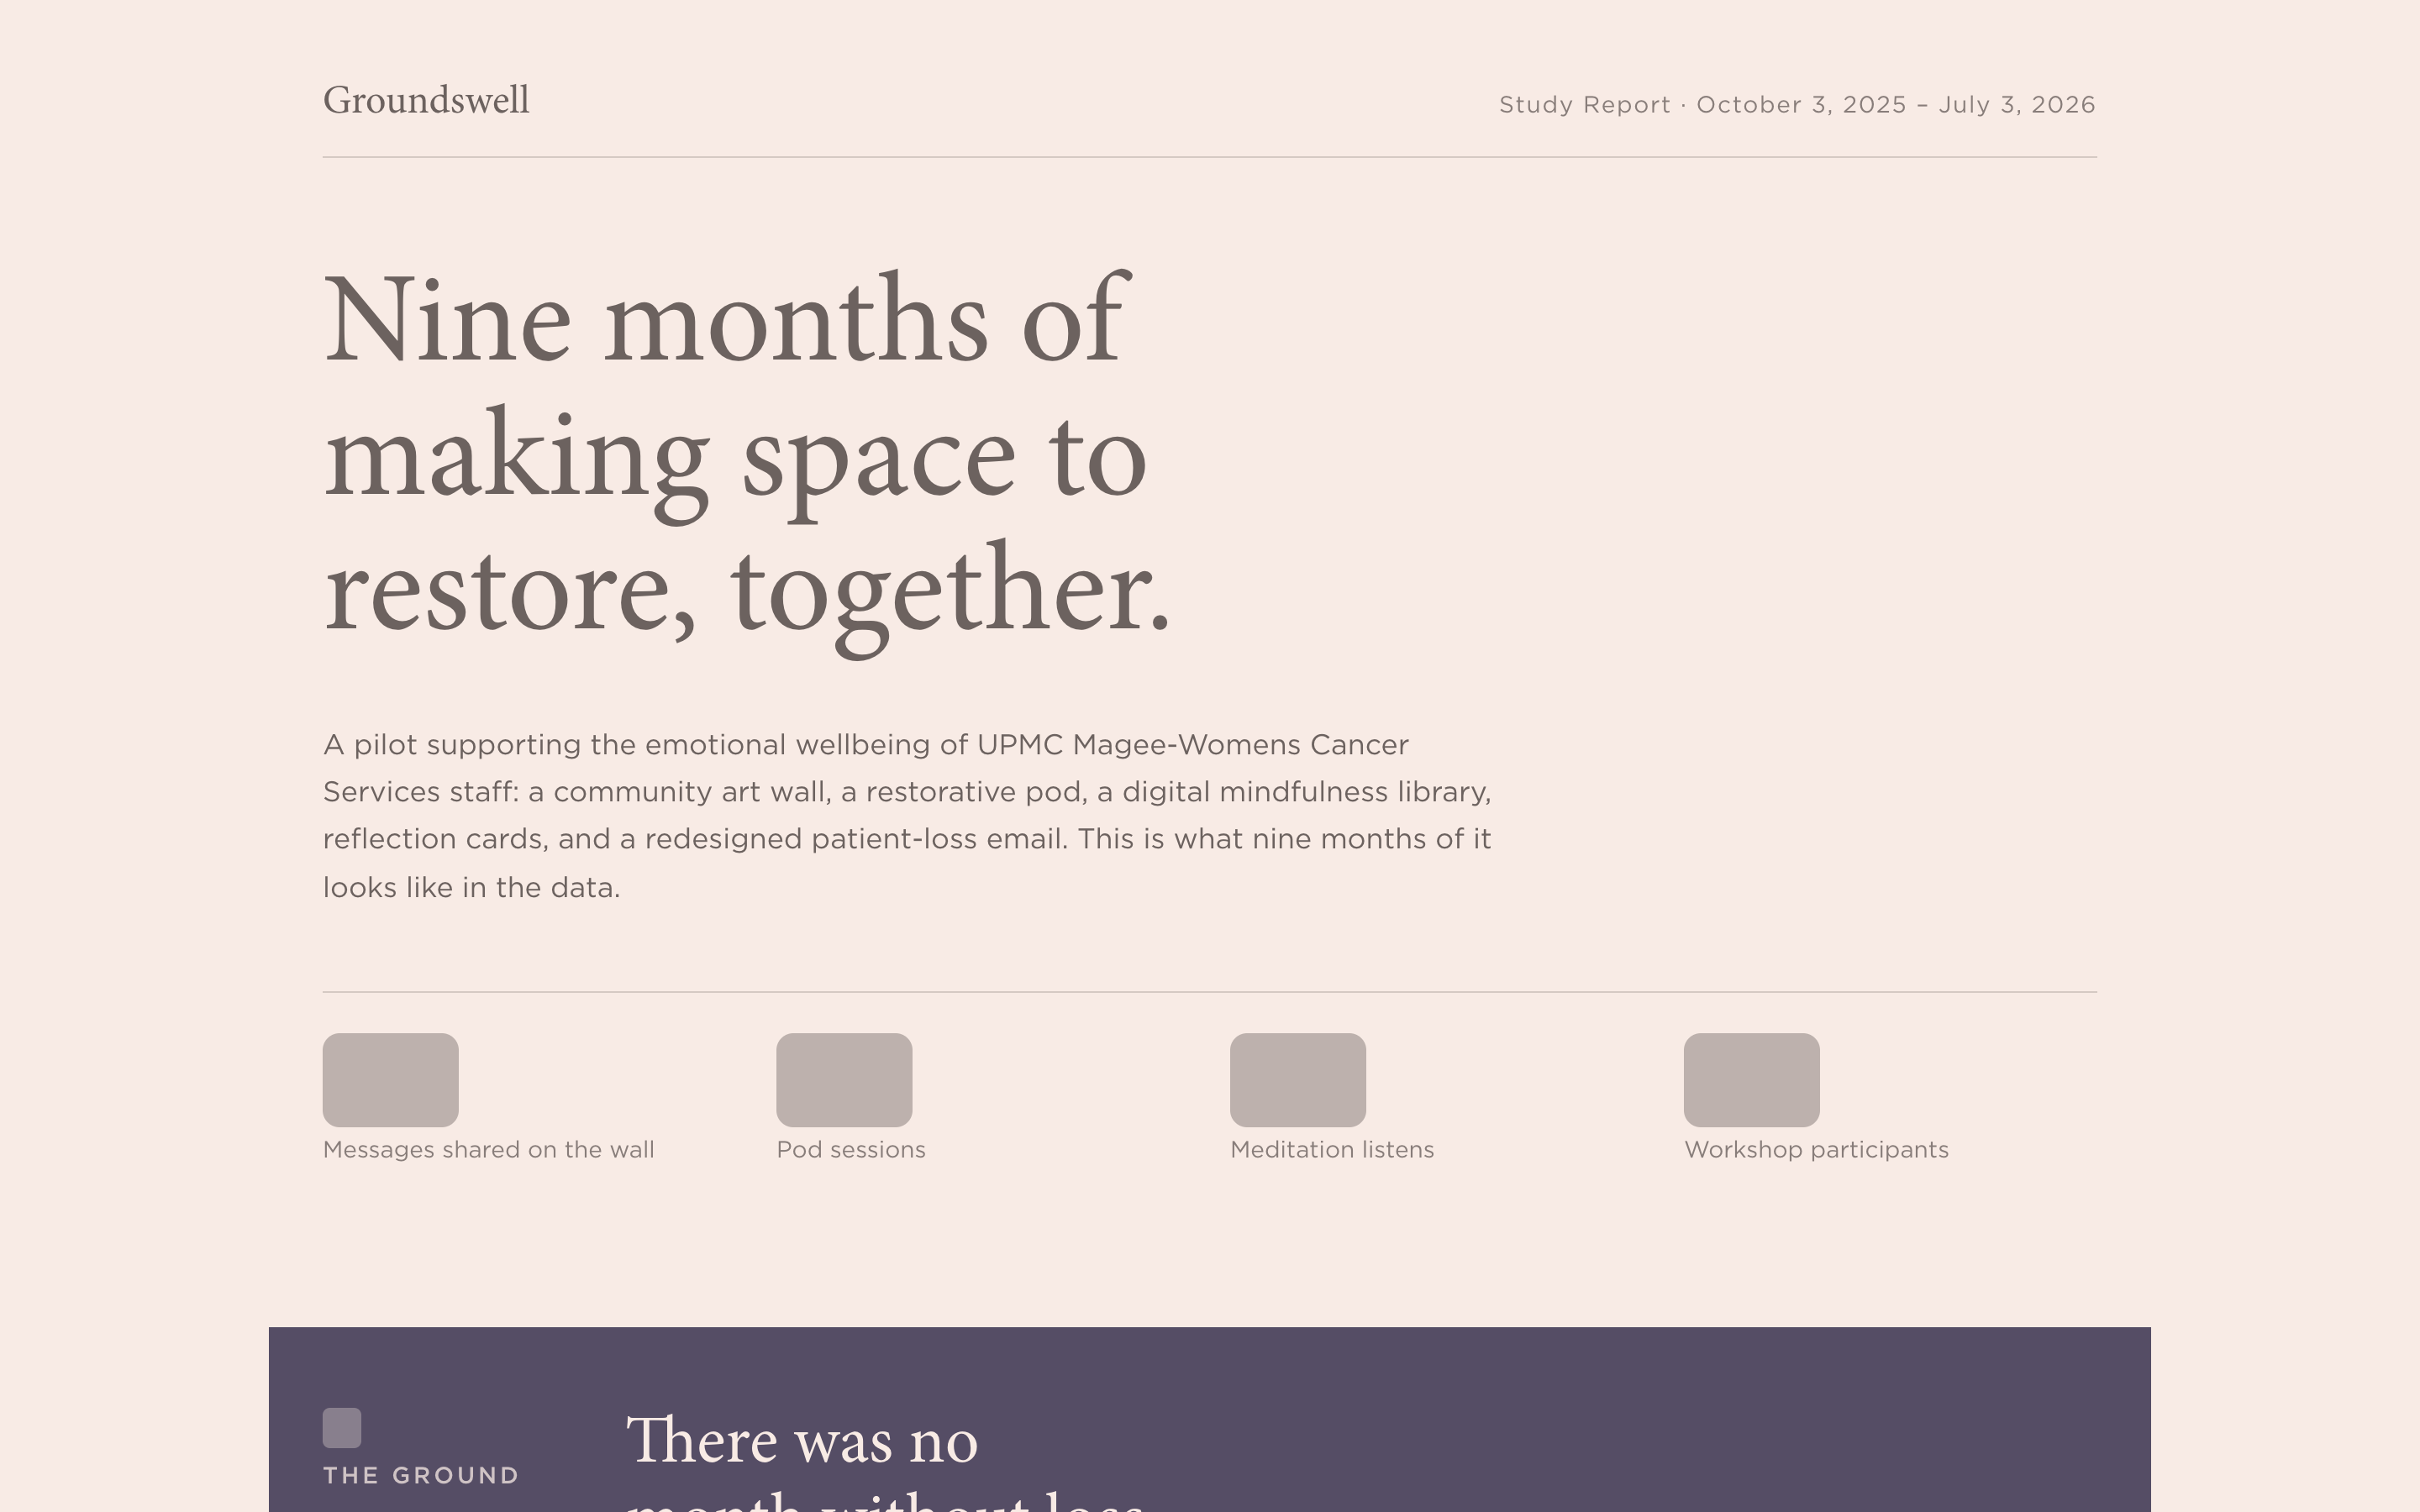 Groundswell
Study Report · October 3, 2025 – July 3, 2026
Nine months of
making space to
restore, together.
A pilot supporting the emotional wellbeing of UPMC Magee-Womens Cancer
Services staff: a community art wall, a restorative pod, a digital mindfulness library,
reflection cards, and a redesigned patient-loss email. This is what nine months of it
looks like in the data.
Messages shared on the wall
Pod sessions
Meditation listens
Workshop participants
THE GROUND
There was no
month without loss